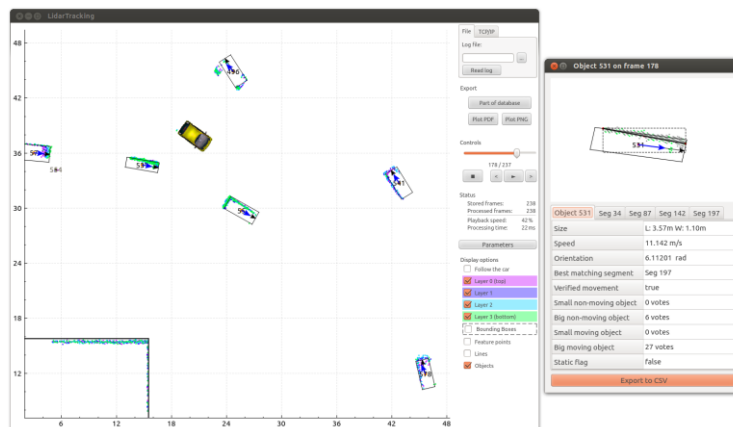 LidarTracking
48
42
36
30
24
18
12
6
12
18
24
30
36
42
48
541
File
TCP/IP
Log file:
...
Read log
Export
Part of database
Plot PDF
Plot PNG
Controls
178 / 237
Status
Stored frames: 238
Processed frames: 238
Playback speed: 42%
Processing time: 22ms
Parameters
Display options
Follow the car
Layer 0 (top)
Layer 1
Layer 2
Layer 3 (bottom)
Bounding Boxes
Feature points
Lines
Objects
Object 531 on frame 178
531
Object 531
Seg 34
Seg 87
Seg 142
Seg 197
Size L: 3.57m W: 1.10m
Speed 11.142 m/s
Orientation 6.11201 rad
Best matching segment Seg 197
Verified movement true
Small non-moving object 0 votes
Big non-moving object 6 votes
Small moving object 0 votes
Big moving object 27 votes
Static flag false
Export to CSV